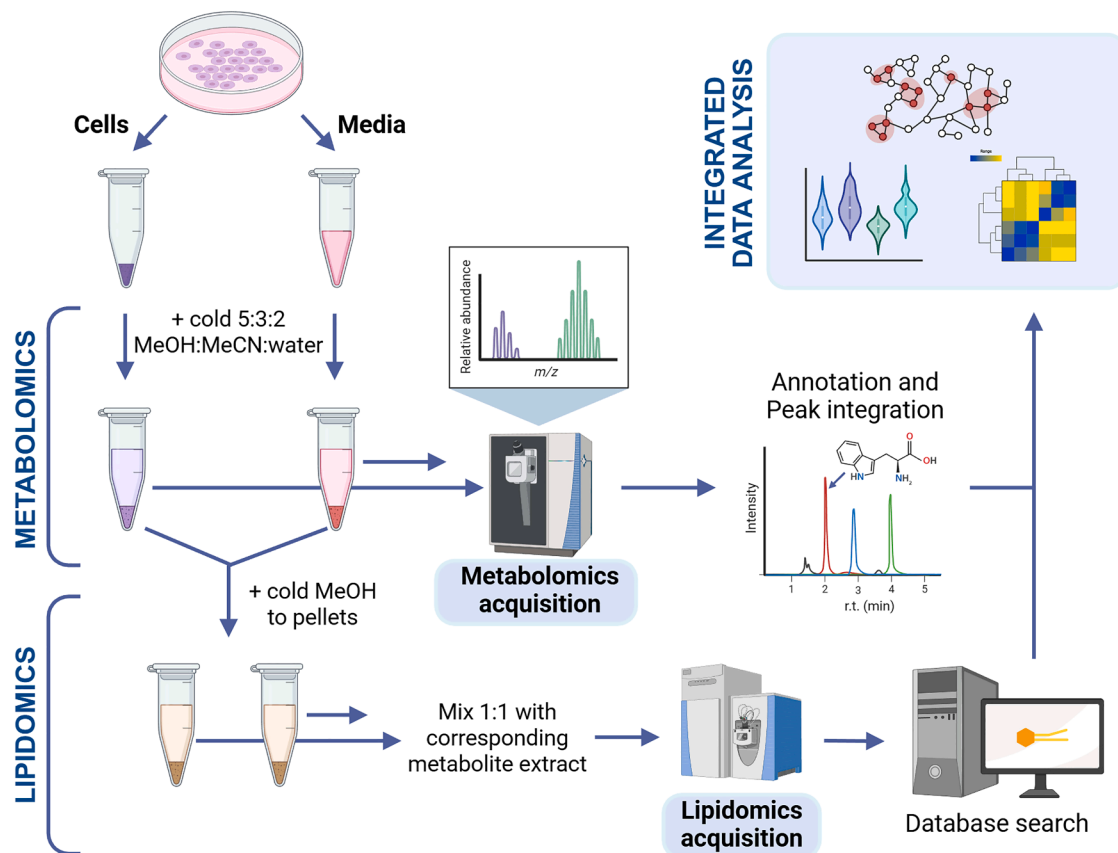 Cells
Media
+ cold 5:3:2
MeOH:MeCN:water
METABOLOMICS
Relative abundance
m/z
Metabolomics
acquisition
Annotation and
Peak integration
O
OH
HN
NH2
Intensity
1 2 3 4 5
r.t. (min)
INTEGRATED
DATA ANALYSIS
Range
+ cold MeOH
to pellets
LIPIDOMICS
Mix 1:1 with
corresponding
metabolite extract
Lipidomics
acquisition
Database search